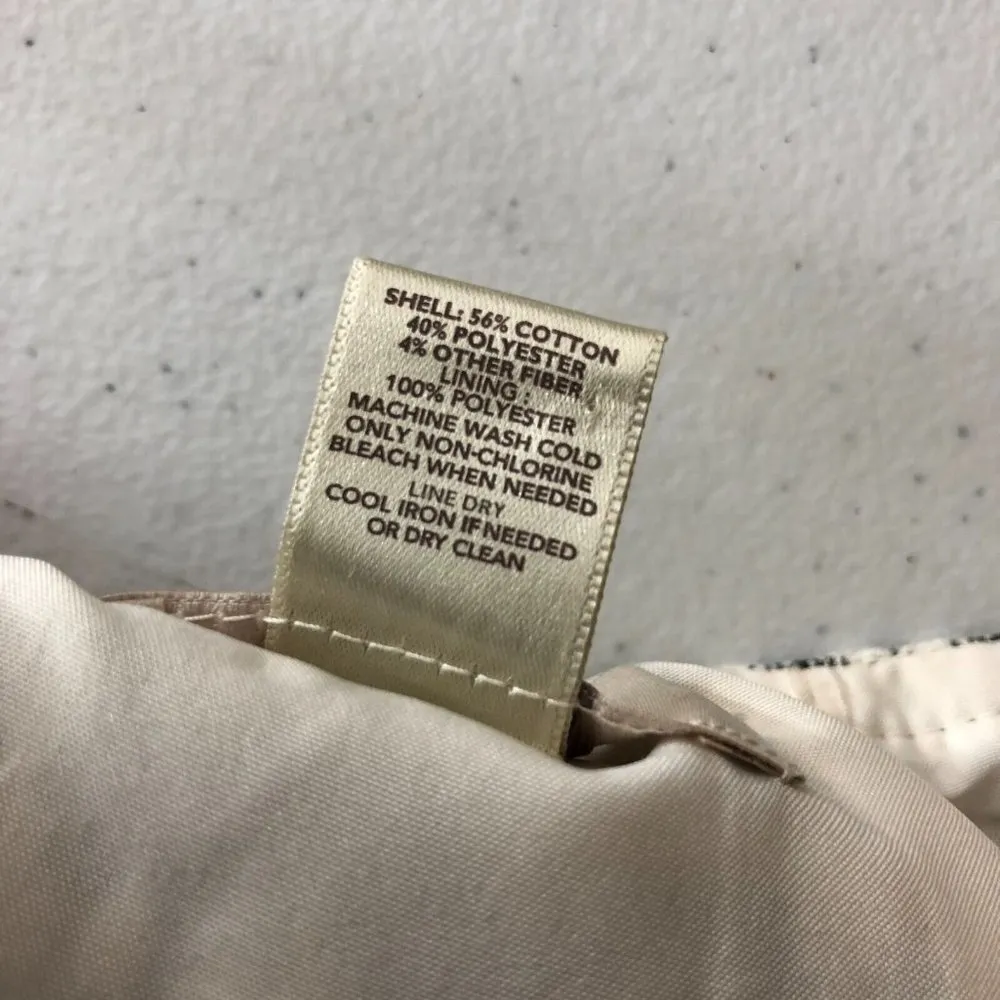 SHELL: 56% COTTON
40% POLYESTER
4% OTHER FIBER
LINING :
100% POLYESTER
MACHINE WASH COLD
ONLY NON-CHLORINE
BLEACH WHEN NEEDED
LINE DRY
COOL IRON IF NEEDED
OR DRY CLEAN